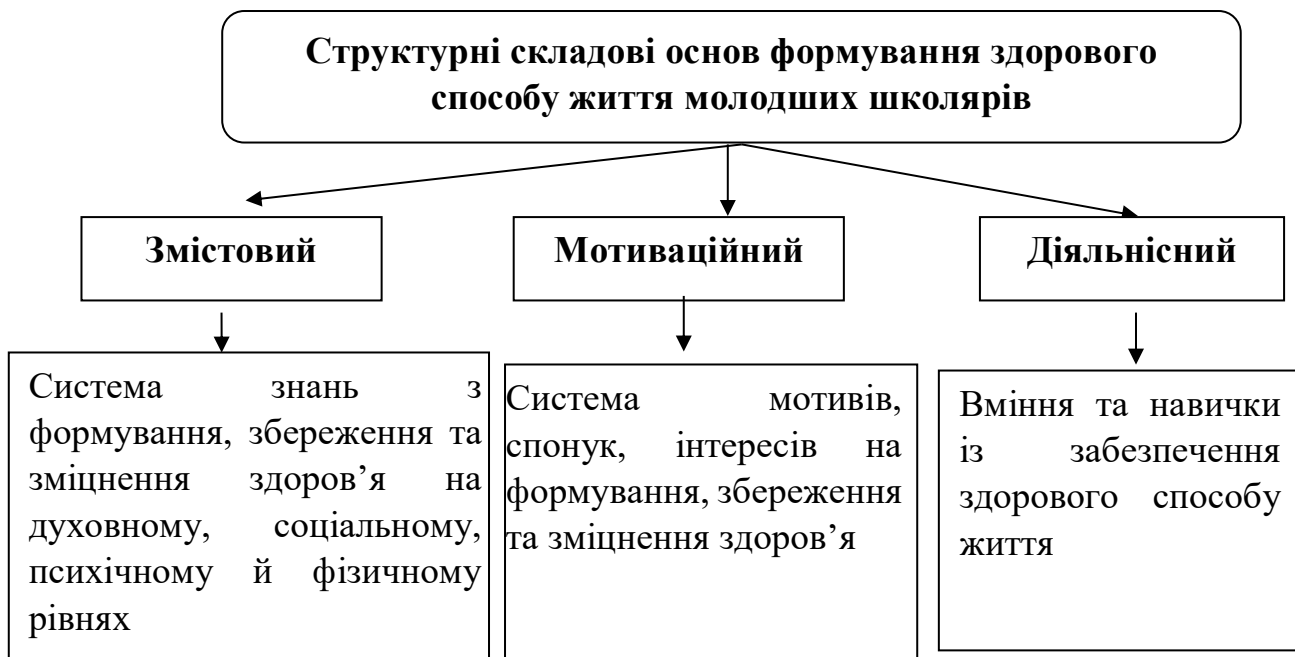 Структурні складові основ формування здорового
способу життя молодших школярів
Змістовий
Мотиваційний
Діяльнісний
Система знань з
формування, збереження та
зміцнення здоров’я на
духовному, соціальному,
психічному й фізичному
рівнях
Система мотивів,
спонук, інтересів на
формування, збереження
та зміцнення здоров’я
Вміння та навички
із забезпечення
здорового способу
життя